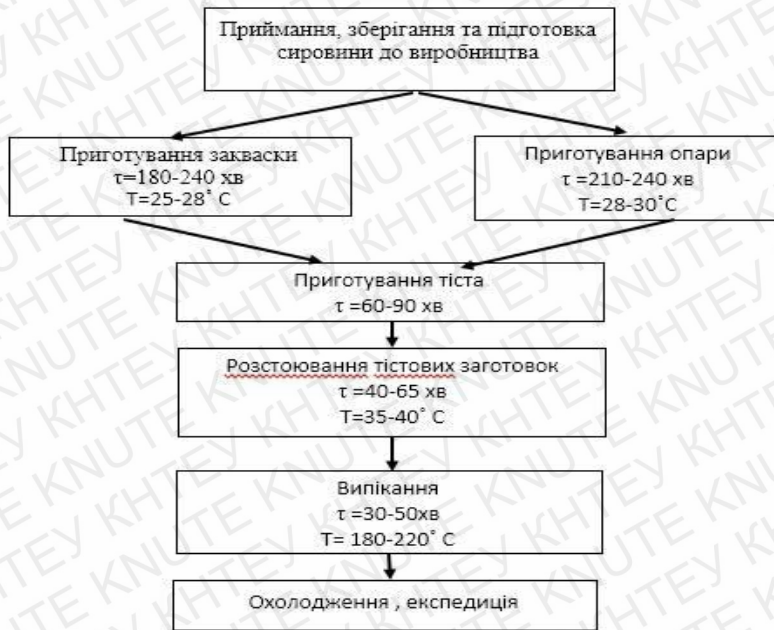 Приймання, зберігання та підготовка
сировини до виробництва
Приготування закваски
τ=180-240 хв
T=25-28˚ C
Приготування опари
τ =210-240 хв
T=28-30˚C
Приготування тіста
τ =60-90 хв
Розстоювання тістових заготовок
τ =40-65 хв
T=35-40˚ C
Випікання
τ =30-50хв
T= 180-220˚ C
Охолодження , експедиція
KNUTE КНТЕУ